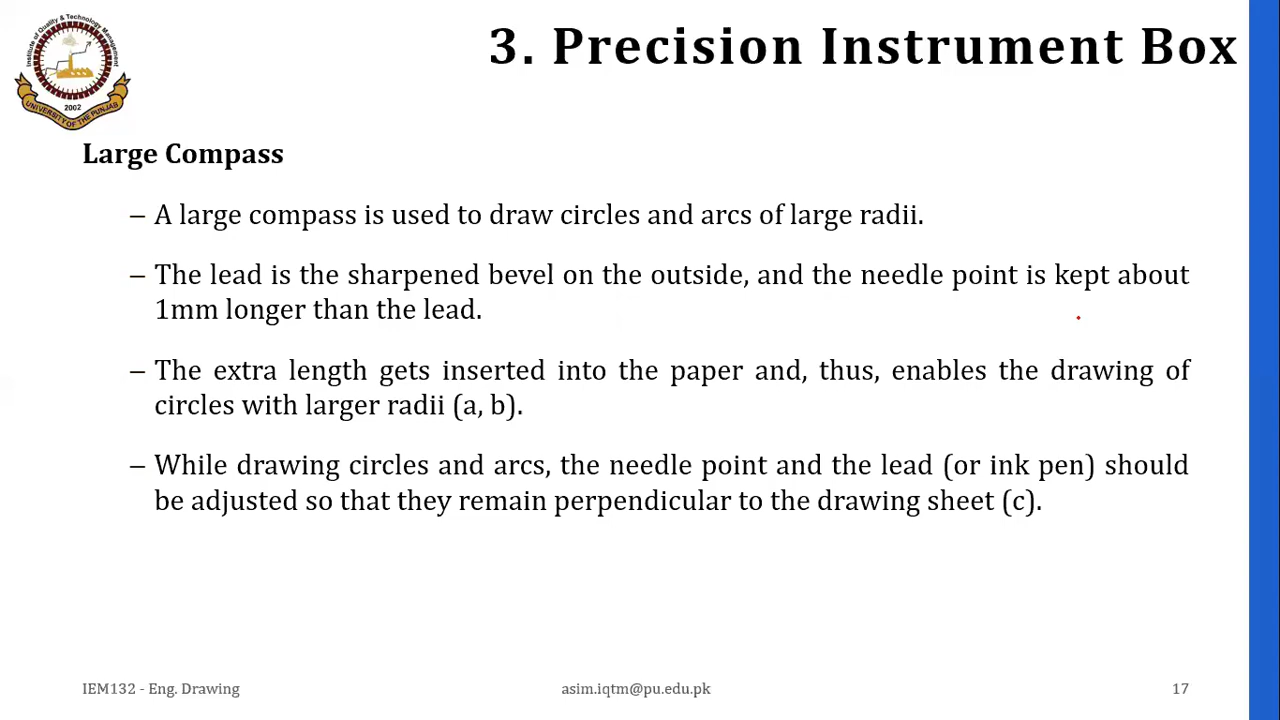 Institute of Quality & Technology Management
2002
UNIVERSITY OF THE PUNJAB
3. Precision Instrument Box
Large Compass
– A large compass is used to draw circles and arcs of large radii.
– The lead is the sharpened bevel on the outside, and the needle point is kept about
1mm longer than the lead.
– The extra length gets inserted into the paper and, thus, enables the drawing of
circles with larger radii (a, b).
– While drawing circles and arcs, the needle point and the lead (or ink pen) should
be adjusted so that they remain perpendicular to the drawing sheet (c).
IEM132 - Eng. Drawing
asim.iqtm@pu.edu.pk
17